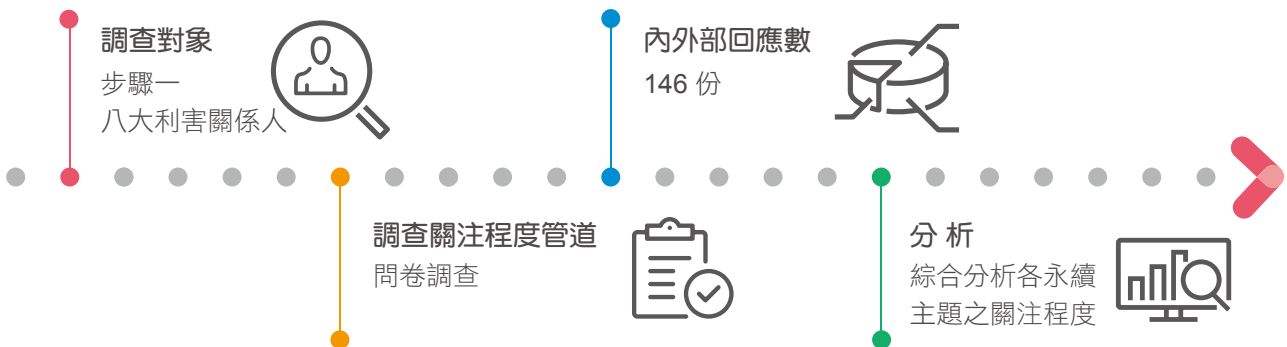 調查對象
步驟一
八大利害關係人
調查關注程度管道
問卷調查
內外部回應數
146 份
分 析
綜合分析各永續
主題之關注程度